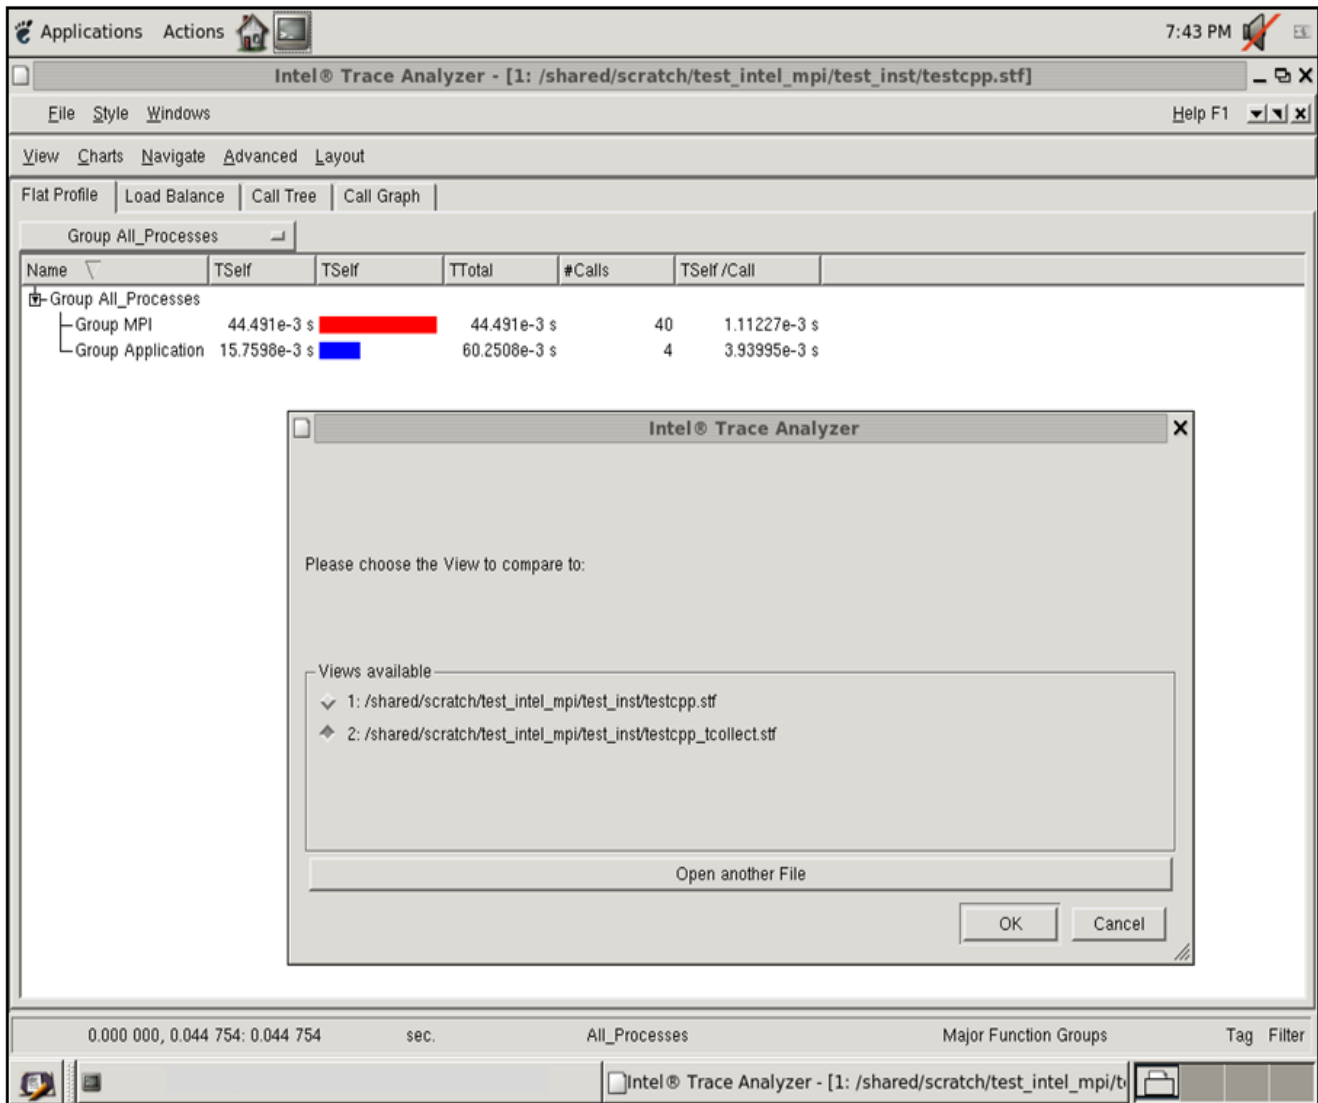 Applications Actions 7:43 PM
Intel® Trace Analyzer - [1: /shared/scratch/test_intel_mpi/test_inst/testcpp.stf]
File Style Windows Help F1
View Charts Navigate Advanced Layout
Flat Profile Load Balance Call Tree Call Graph
Group All_Processes
Name TSelf TSelf TTotal #Calls TSelf /Call
Group All_Processes
Group MPI 44.491e-3 s 44.491e-3 s 40 1.11227e-3 s
Group Application 15.7598e-3 s 60.2508e-3 s 4 3.93995e-3 s
Intel® Trace Analyzer
Please choose the View to compare to:
Views available
1: /shared/scratch/test_intel_mpi/test_inst/testcpp.stf
2: /shared/scratch/test_intel_mpi/test_inst/testcpp_tcollect.stf
Open another File
OK Cancel
0.000 000, 0.044 754: 0.044 754 sec. All_Processes Major Function Groups Tag Filter
Intel® Trace Analyzer - [1: /shared/scratch/test_intel_mpi/t